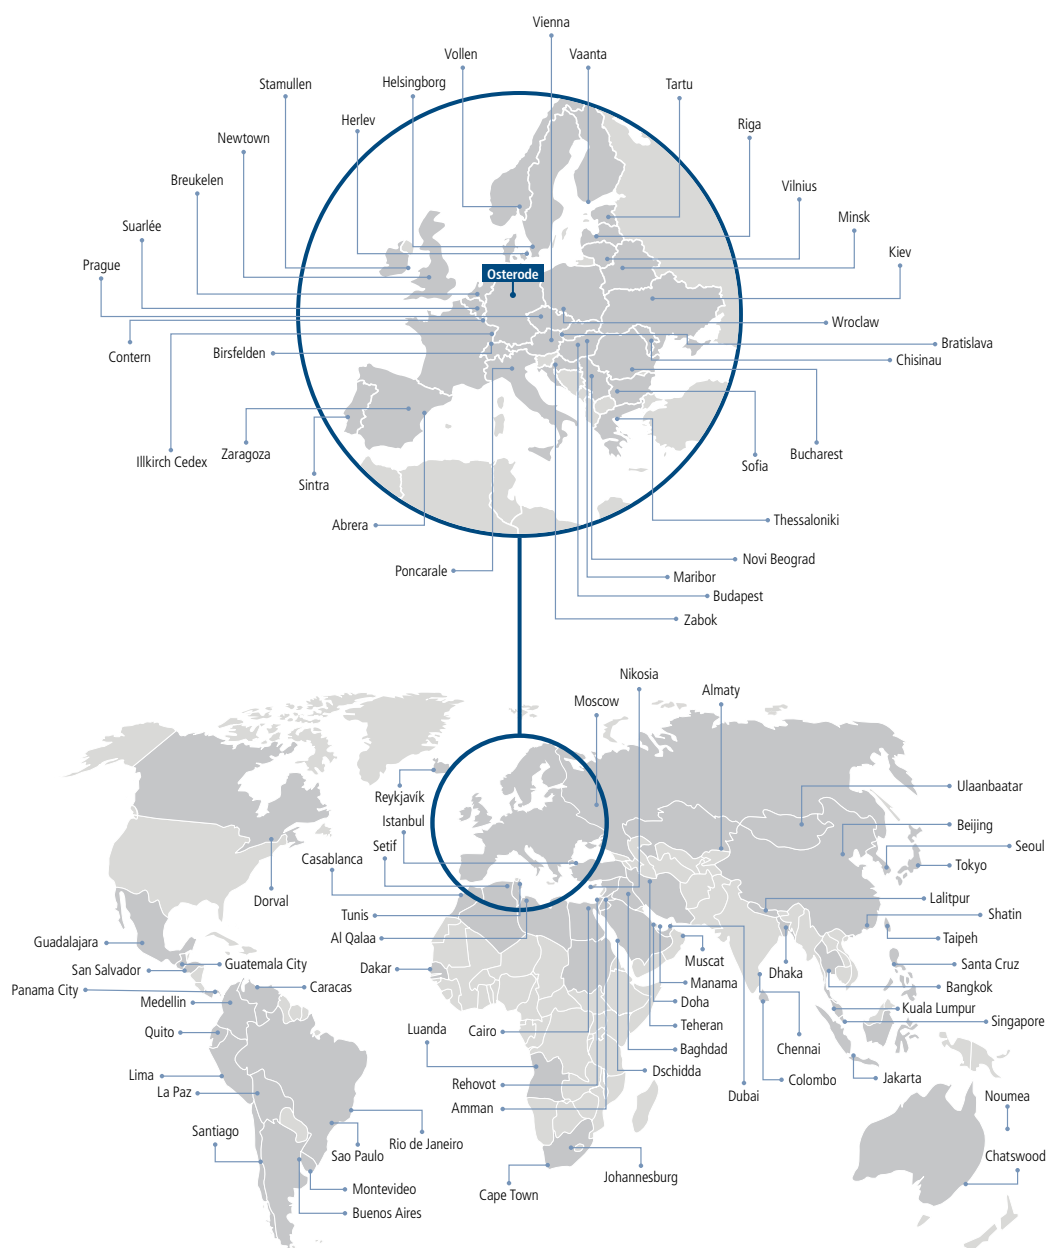 Vienna
Vollen
Vaanta
Stamullen
Helsingborg
Tartu
Herlev
Riga
Newtown
Breukelen
Vilnius
Suarlée
Minsk
Prague
Kiev
Osterode
Wroclaw
Contern
Birsfelden
Bratislava
Chisinau
Illkirch Cedex
Zaragoza
Sofia
Bucharest
Sintra
Abrera
Thessaloniki
Poncarale
Novi Beograd
Maribor
Budapest
Zabok
Nikosia
Moscow
Almaty
Reykjavík
Ulaanbaatar
Istanbul
Beijing
Setif
Seoul
Casablanca
Tokyo
Dorval
Lalitpur
Tunis
Shatin
Al Qalaa
Taipeh
Guadalajara
Guatemala City
Dakar
Muscat
Dhaka
Santa Cruz
San Salvador
Panama City
Caracas
Manama
Bangkok
Medellin
Doha
Kuala Lumpur
Quito
Luanda
Cairo
Teheran
Singapore
Baghdad
Chennai
Lima
Dschidda
La Paz
Rehovot
Colombo
Jakarta
Dubai
Amman
Noumea
Santiago
Rio de Janeiro
Sao Paulo
Chatswood
Johannesburg
Montevideo
Cape Town
Buenos Aires